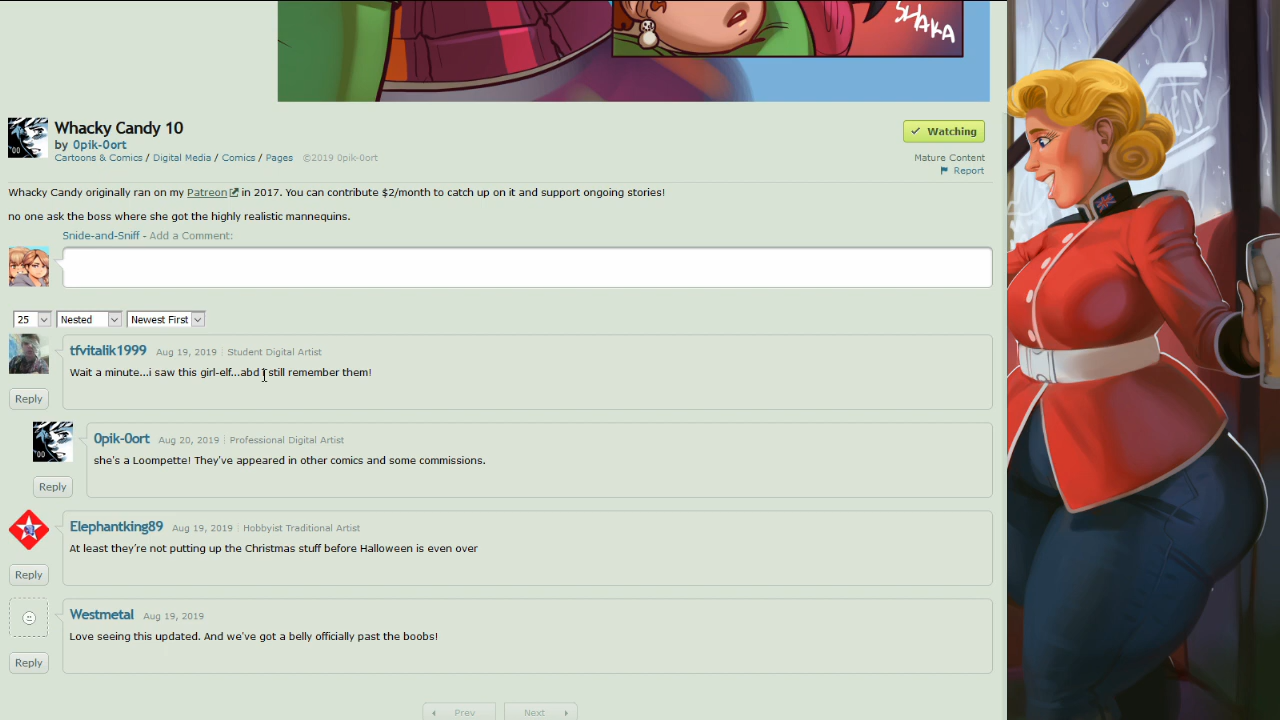 SHAKA
Whacky Candy 10
by 0pik-0ort
Cartoons & Comics / Digital Media / Comics / Pages ©2019 0pik-0ort
Watching
Mature Content
Report
Whacky Candy originally ran on my Patreon in 2017. You can contribute $2/month to catch up on it and support ongoing stories!
no one ask the boss where she got the highly realistic mannequins.
Snide-and-Sniff - Add a Comment:
25 Nested Newest First
tfvitalik1999 Aug 19, 2019 Student Digital Artist
Wait a minute...i saw this girl-elf...abd i still remember them!
Reply
0pik-0ort Aug 20, 2019 Professional Digital Artist
she's a Loompette! They've appeared in other comics and some commissions.
Reply
Elephantking89 Aug 19, 2019 Hobbyist Traditional Artist
At least they're not putting up the Christmas stuff before Halloween is even over
Reply
Westmetal Aug 19, 2019
Love seeing this updated. And we've got a belly officially past the boobs!
Reply
Prev Next